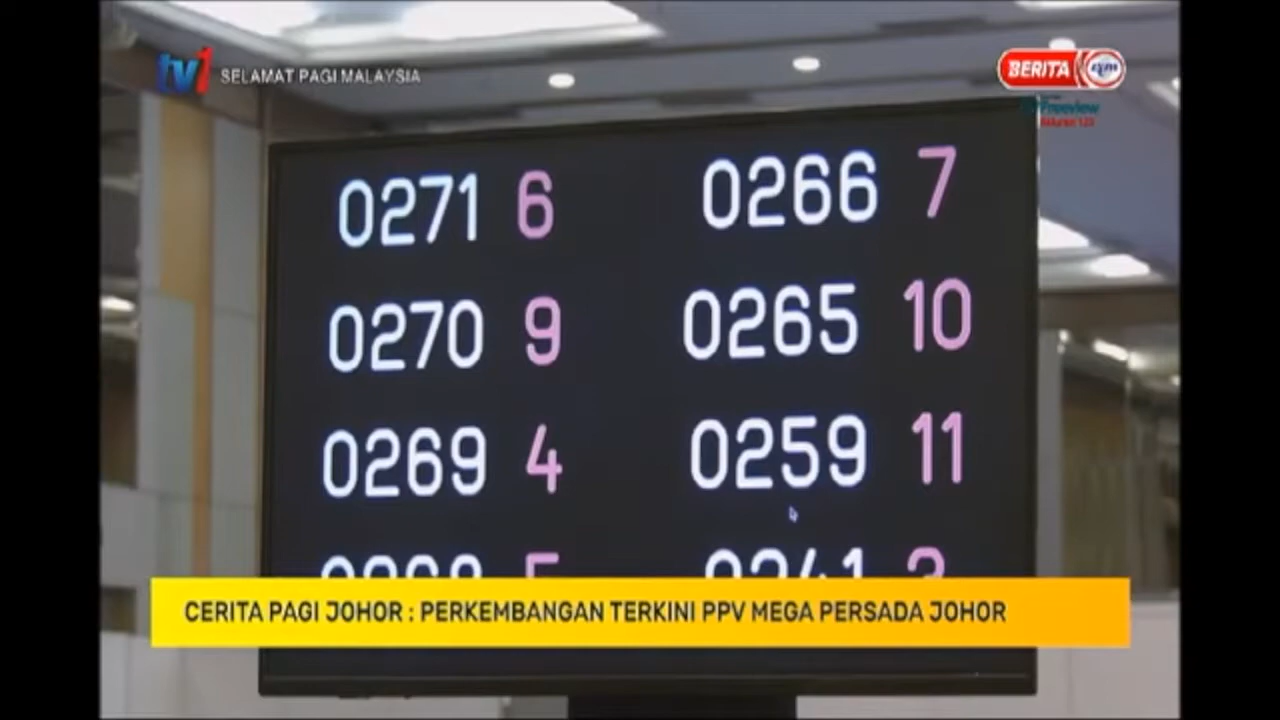 tv1 SELAMAT PAGI MALAYSIA
BERITA rtm
0271 6
0266 7
0270 9
0265 10
0269 4
0259 11
CERITA PAGI JOHOR : PERKEMBANGAN TERKINI PPV MEGA PERSADA JOHOR